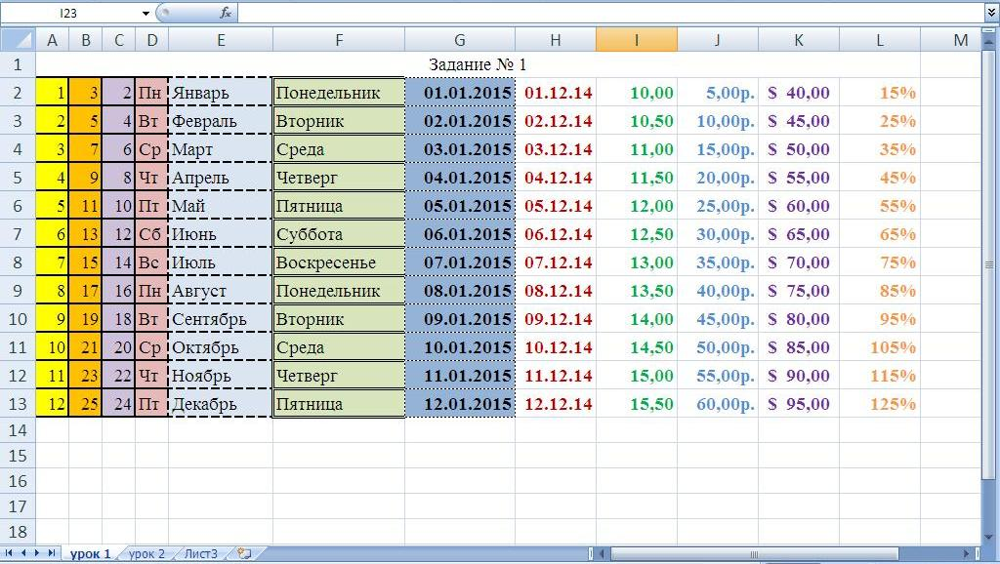 I23 fx
A B C D E F G H I J K L M
1 Задание № 1
2 1 3 2 Пн Январь Понедельник 01.01.2015 01.12.14 10,00 5,00р. $ 40,00 15%
3 2 5 4 Вт Февраль Вторник 02.01.2015 02.12.14 10,50 10,00р. $ 45,00 25%
4 3 7 6 Ср Март Среда 03.01.2015 03.12.14 11,00 15,00р. $ 50,00 35%
5 4 9 8 Чт Апрель Четверг 04.01.2015 04.12.14 11,50 20,00р. $ 55,00 45%
6 5 11 10 Пт Май Пятница 05.01.2015 05.12.14 12,00 25,00р. $ 60,00 55%
7 6 13 12 Сб Июнь Суббота 06.01.2015 06.12.14 12,50 30,00р. $ 65,00 65%
8 7 15 14 Вс Июль Воскресенье 07.01.2015 07.12.14 13,00 35,00р. $ 70,00 75%
9 8 17 16 Пн Август Понедельник 08.01.2015 08.12.14 13,50 40,00р. $ 75,00 85%
10 9 19 18 Вт Сентябрь Вторник 09.01.2015 09.12.14 14,00 45,00р. $ 80,00 95%
11 10 21 20 Ср Октябрь Среда 10.01.2015 10.12.14 14,50 50,00р. $ 85,00 105%
12 11 23 22 Чт Ноябрь Четверг 11.01.2015 11.12.14 15,00 55,00р. $ 90,00 115%
13 12 25 24 Пт Декабрь Пятница 12.01.2015 12.12.14 15,50 60,00р. $ 95,00 125%
14
15
16
17
18
урок 1 урок 2 Лист3